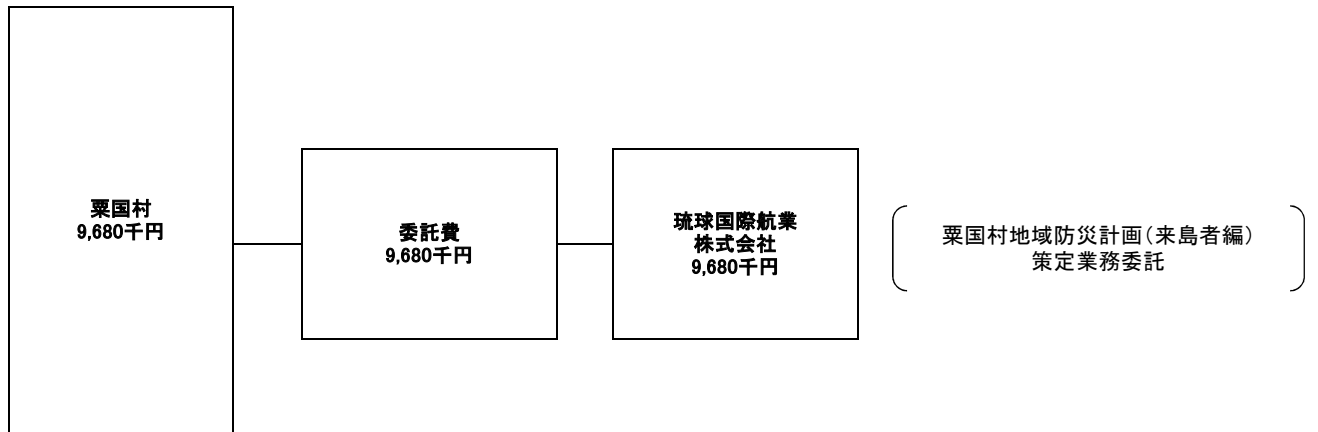 粟国村
9,680千円
委託費
9,680千円
琉球国際航業
株式会社
9,680千円
粟国村地域防災計画（来島者編）
策定業務委託